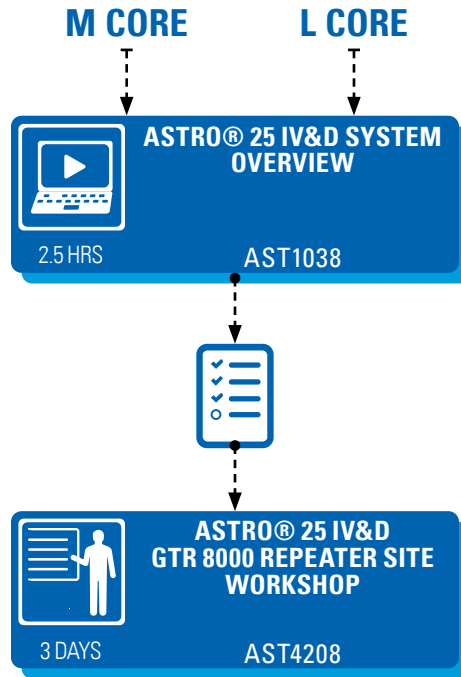 M CORE
L CORE
ASTRO® 25 IV&D SYSTEM
OVERVIEW
2.5 HRS
AST1038
ASTRO® 25 IV&D
GTR 8000 REPEATER SITE
WORKSHOP
3 DAYS
AST4208